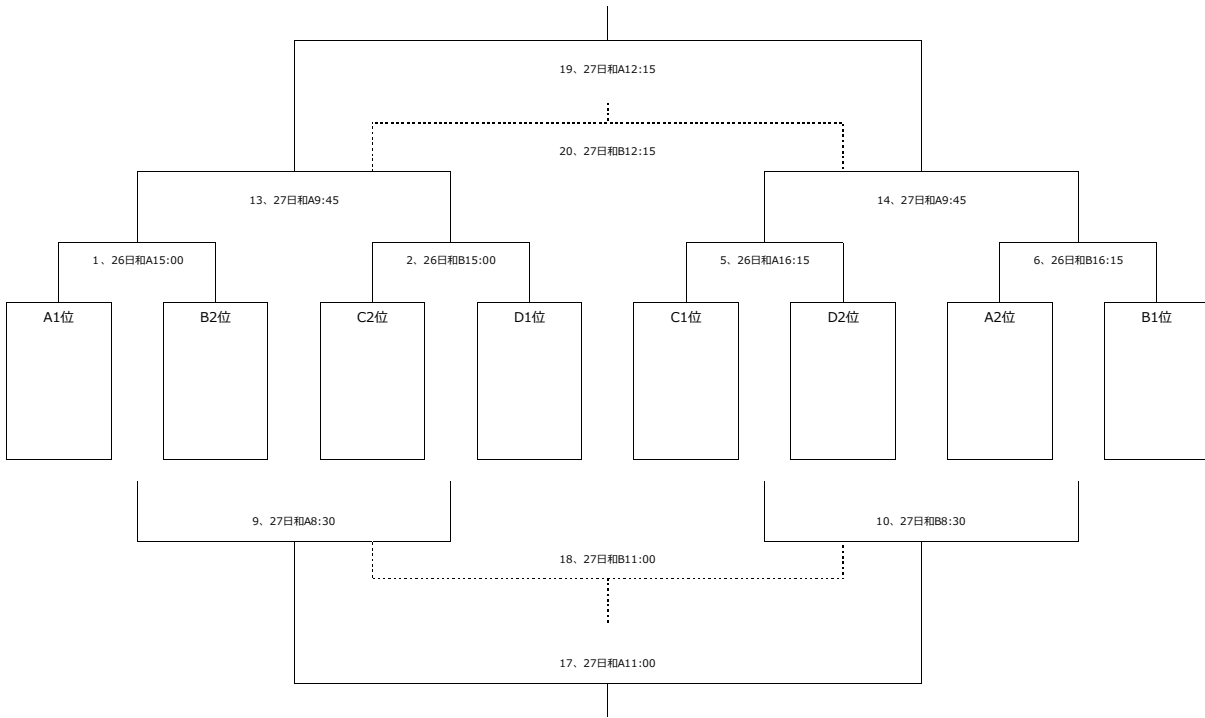 19、27日和A12:15
20、27日和B12:15
13、27日和A9:45
14、27日和A9:45
1、26日和A15:00
2、26日和B15:00
5、26日和A16:15
6、26日和B16:15
A1位
B2位
C2位
D1位
C1位
D2位
A2位
B1位
9、27日和A8:30
10、27日和B8:30
18、27日和B11:00
17、27日和A11:00